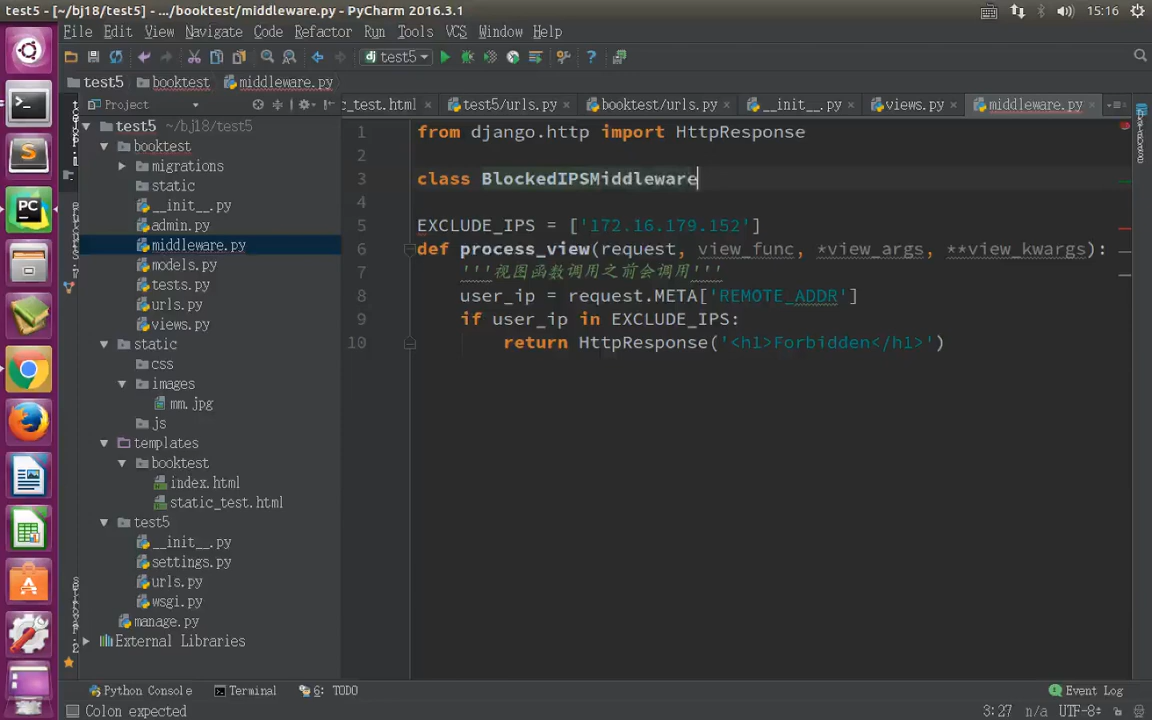 test5 - [~/bj18/test5] - .../booktest/middleware.py - PyCharm 2016.3.1
15:16
File Edit View Navigate Code Refactor Run Tools VCS Window Help
test5
test5 booktest middleware.py
Project
c_test.html test5/urls.py booktest/urls.py __init__.py views.py middleware.py
test5 ~/bj18/test5
booktest
migrations
static
__init__.py
admin.py
middleware.py
models.py
tests.py
urls.py
views.py
static
css
images
mm.jpg
js
templates
booktest
index.html
static_test.html
test5
__init__.py
settings.py
urls.py
wsgi.py
manage.py
External Libraries
1 from django.http import HttpResponse
2
3 class BlockedIPSMiddleware
4
5 EXCLUDE_IPS = ['172.16.179.152']
6 def process_view(request, view_func, *view_args, **view_kwargs):
7 '''视图函数调用之前会调用'''
8 user_ip = request.META['REMOTE_ADDR']
9 if user_ip in EXCLUDE_IPS:
10 return HttpResponse('<h1>Forbidden</h1>')
Python Console Terminal 6: TODO Event Log
Colon expected 3:27 n/a UTF-8